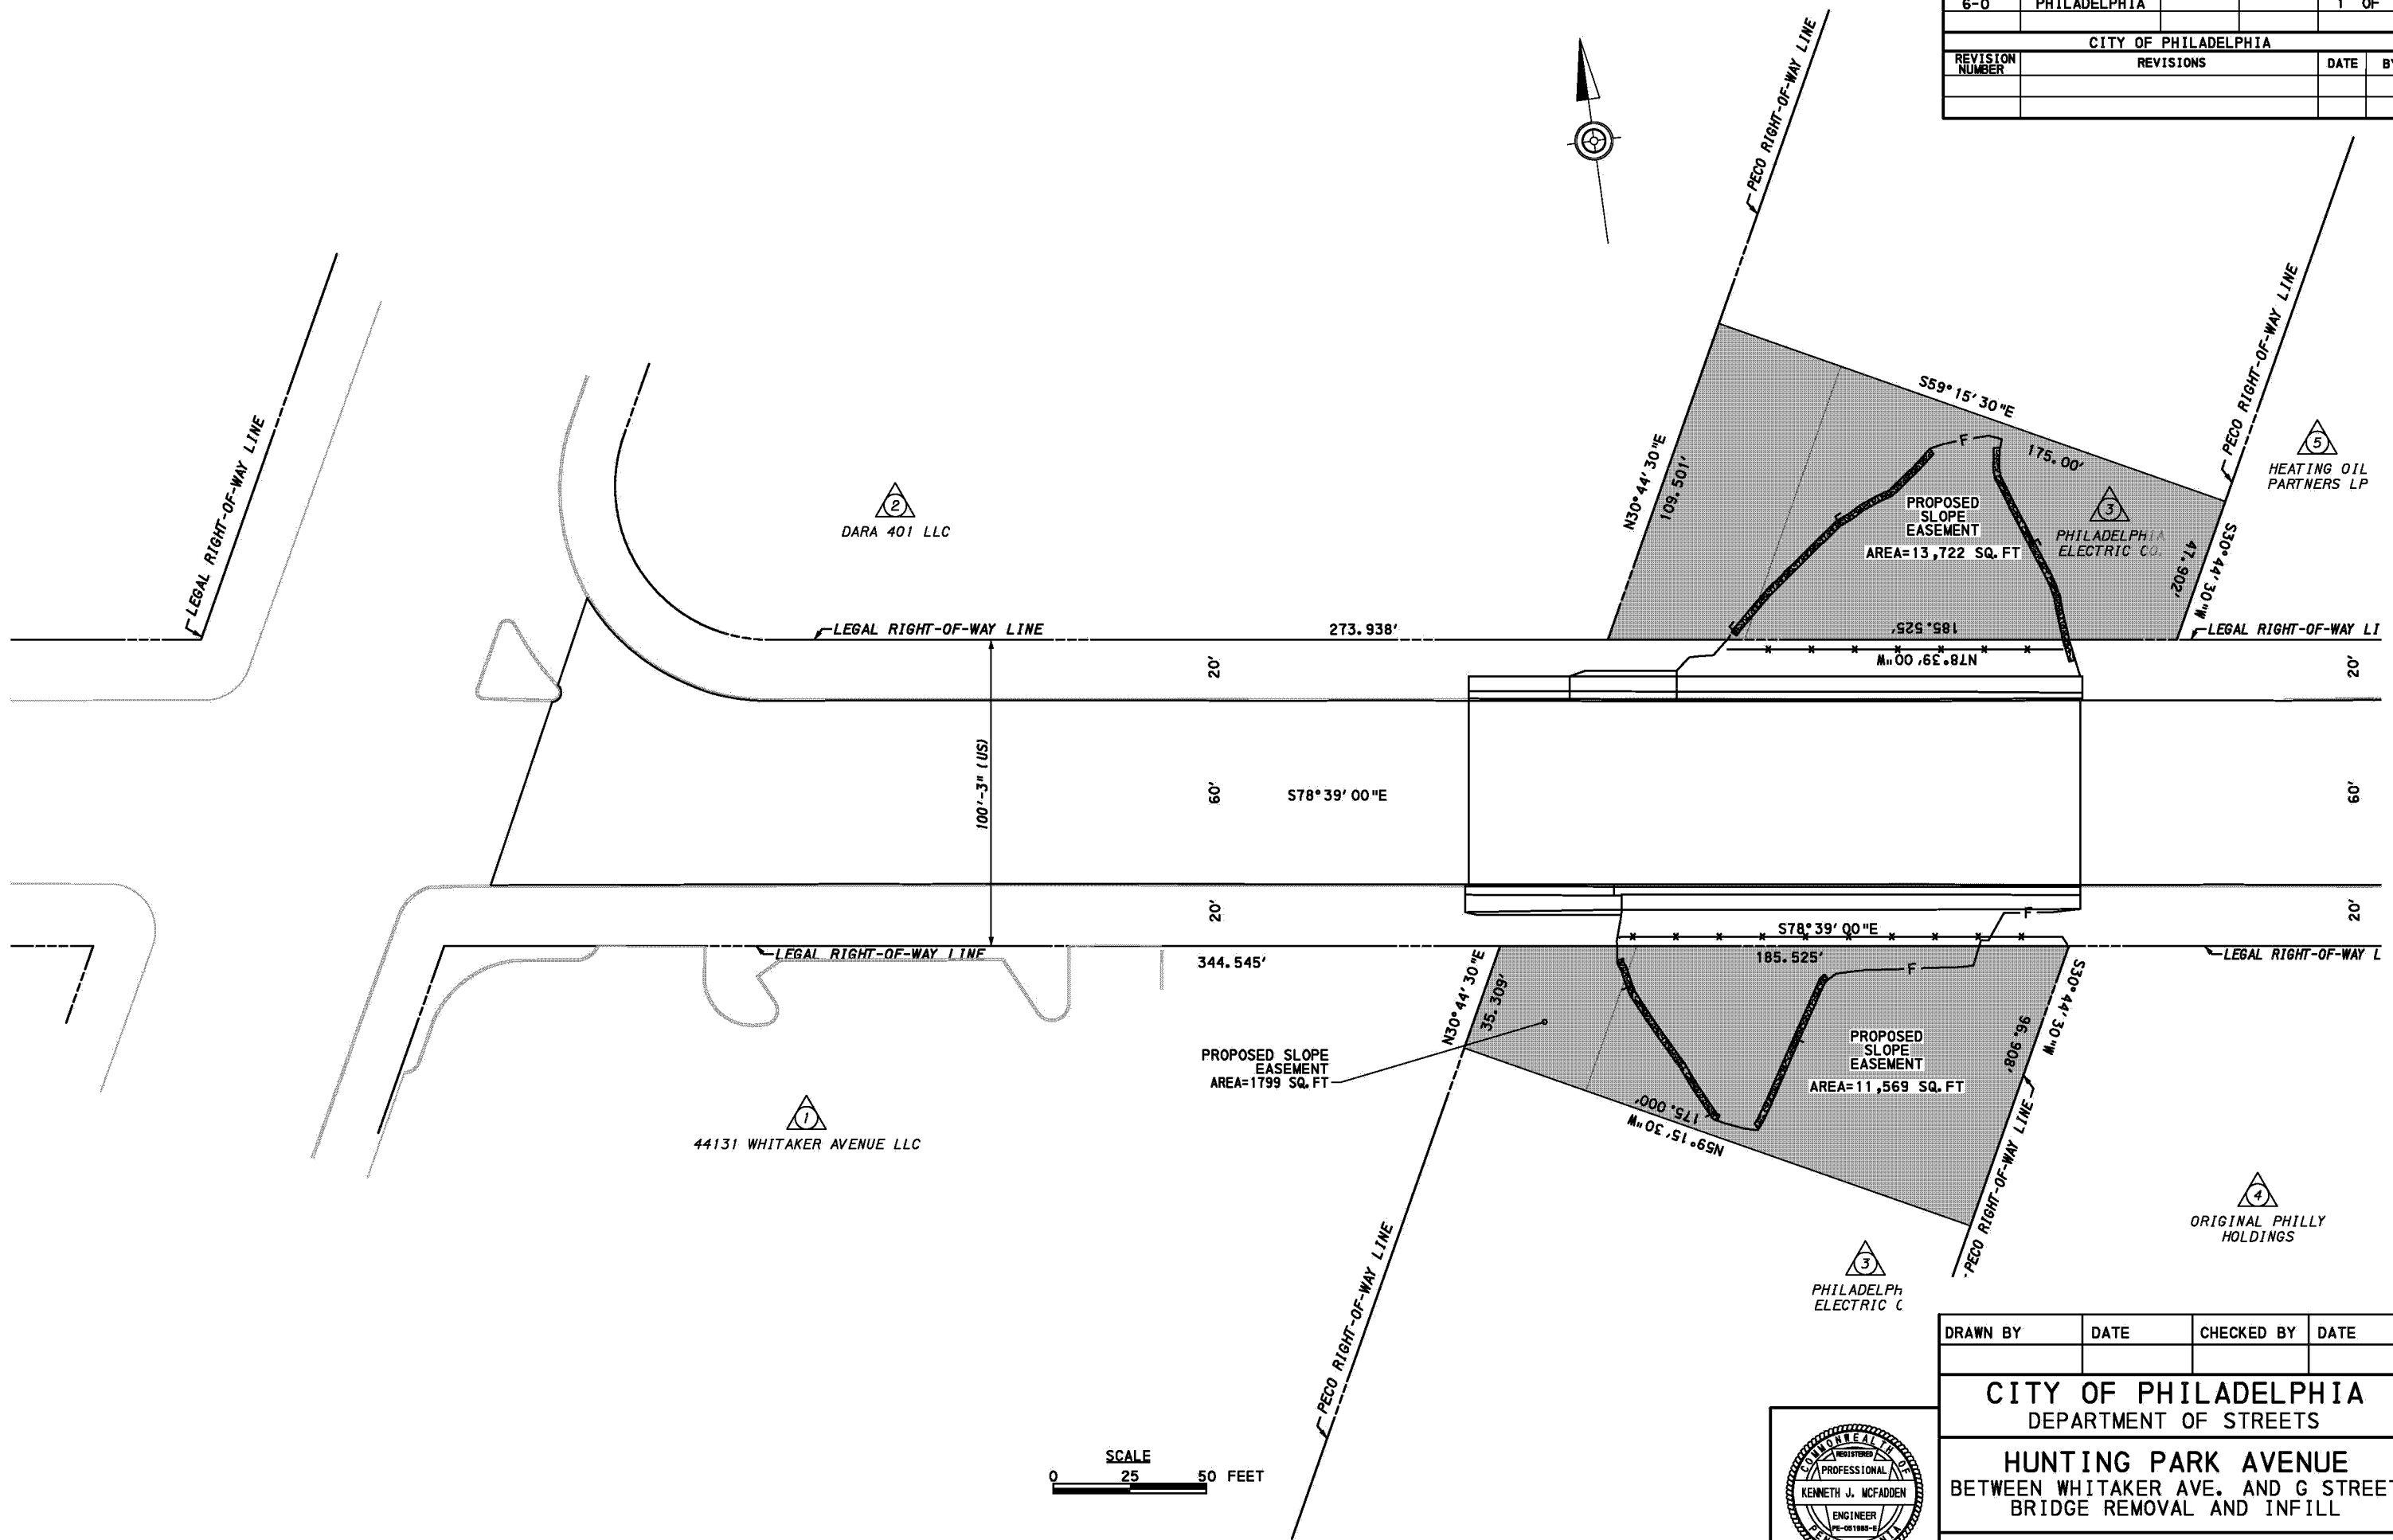 6-0 PHILADELPHIA 1 OF
CITY OF PHILADELPHIA
REVISION NUMBER REVISIONS DATE BY
PECO RIGHT-OF-WAY LINE
PECO RIGHT-OF-WAY LINE
LEGAL RIGHT-OF-WAY LINE
S59°15'30"E
175.00'
N30°44'30"E
109.501'
5
HEATING OIL
PARTNERS LP
2
DARA 401 LLC
F
PROPOSED
SLOPE
EASEMENT
AREA=13,722 SQ.FT
3
PHILADELPHIA
ELECTRIC CO.
47.902'
S30°44'30"W
F
F
F
LEGAL RIGHT-OF-WAY LINE
273.938'
185.525'
N78°39'00"W
LEGAL RIGHT-OF-WAY LI
20'
20'
100'-3" (US)
60'
S78°39'00"E
60'
20'
20'
F
S78°39'00"E
LEGAL RIGHT-OF-WAY LINE
344.545'
185.525'
LEGAL RIGHT-OF-WAY L
N30°44'30"E
35.309'
F
S30°44'30"W
96.908'
PROPOSED SLOPE
EASEMENT
AREA=1799 SQ.FT
PROPOSED
SLOPE
EASEMENT
AREA=11,569 SQ.FT
175.000'
N59°15'30"W
1
44131 WHITAKER AVENUE LLC
PECO RIGHT-OF-WAY LINE
PECO RIGHT-OF-WAY LINE
4
ORIGINAL PHILLY
HOLDINGS
3
PHILADELPH
ELECTRIC C
SCALE
0 25 50 FEET
DRAWN BY DATE CHECKED BY DATE
CITY OF PHILADELPHIA
DEPARTMENT OF STREETS
HUNTING PARK AVENUE
BETWEEN WHITAKER AVE. AND G STREET
BRIDGE REMOVAL AND INFILL
COMMONWEALTH OF
REGISTERED
PROFESSIONAL
KENNETH J. MCFADDEN
ENGINEER